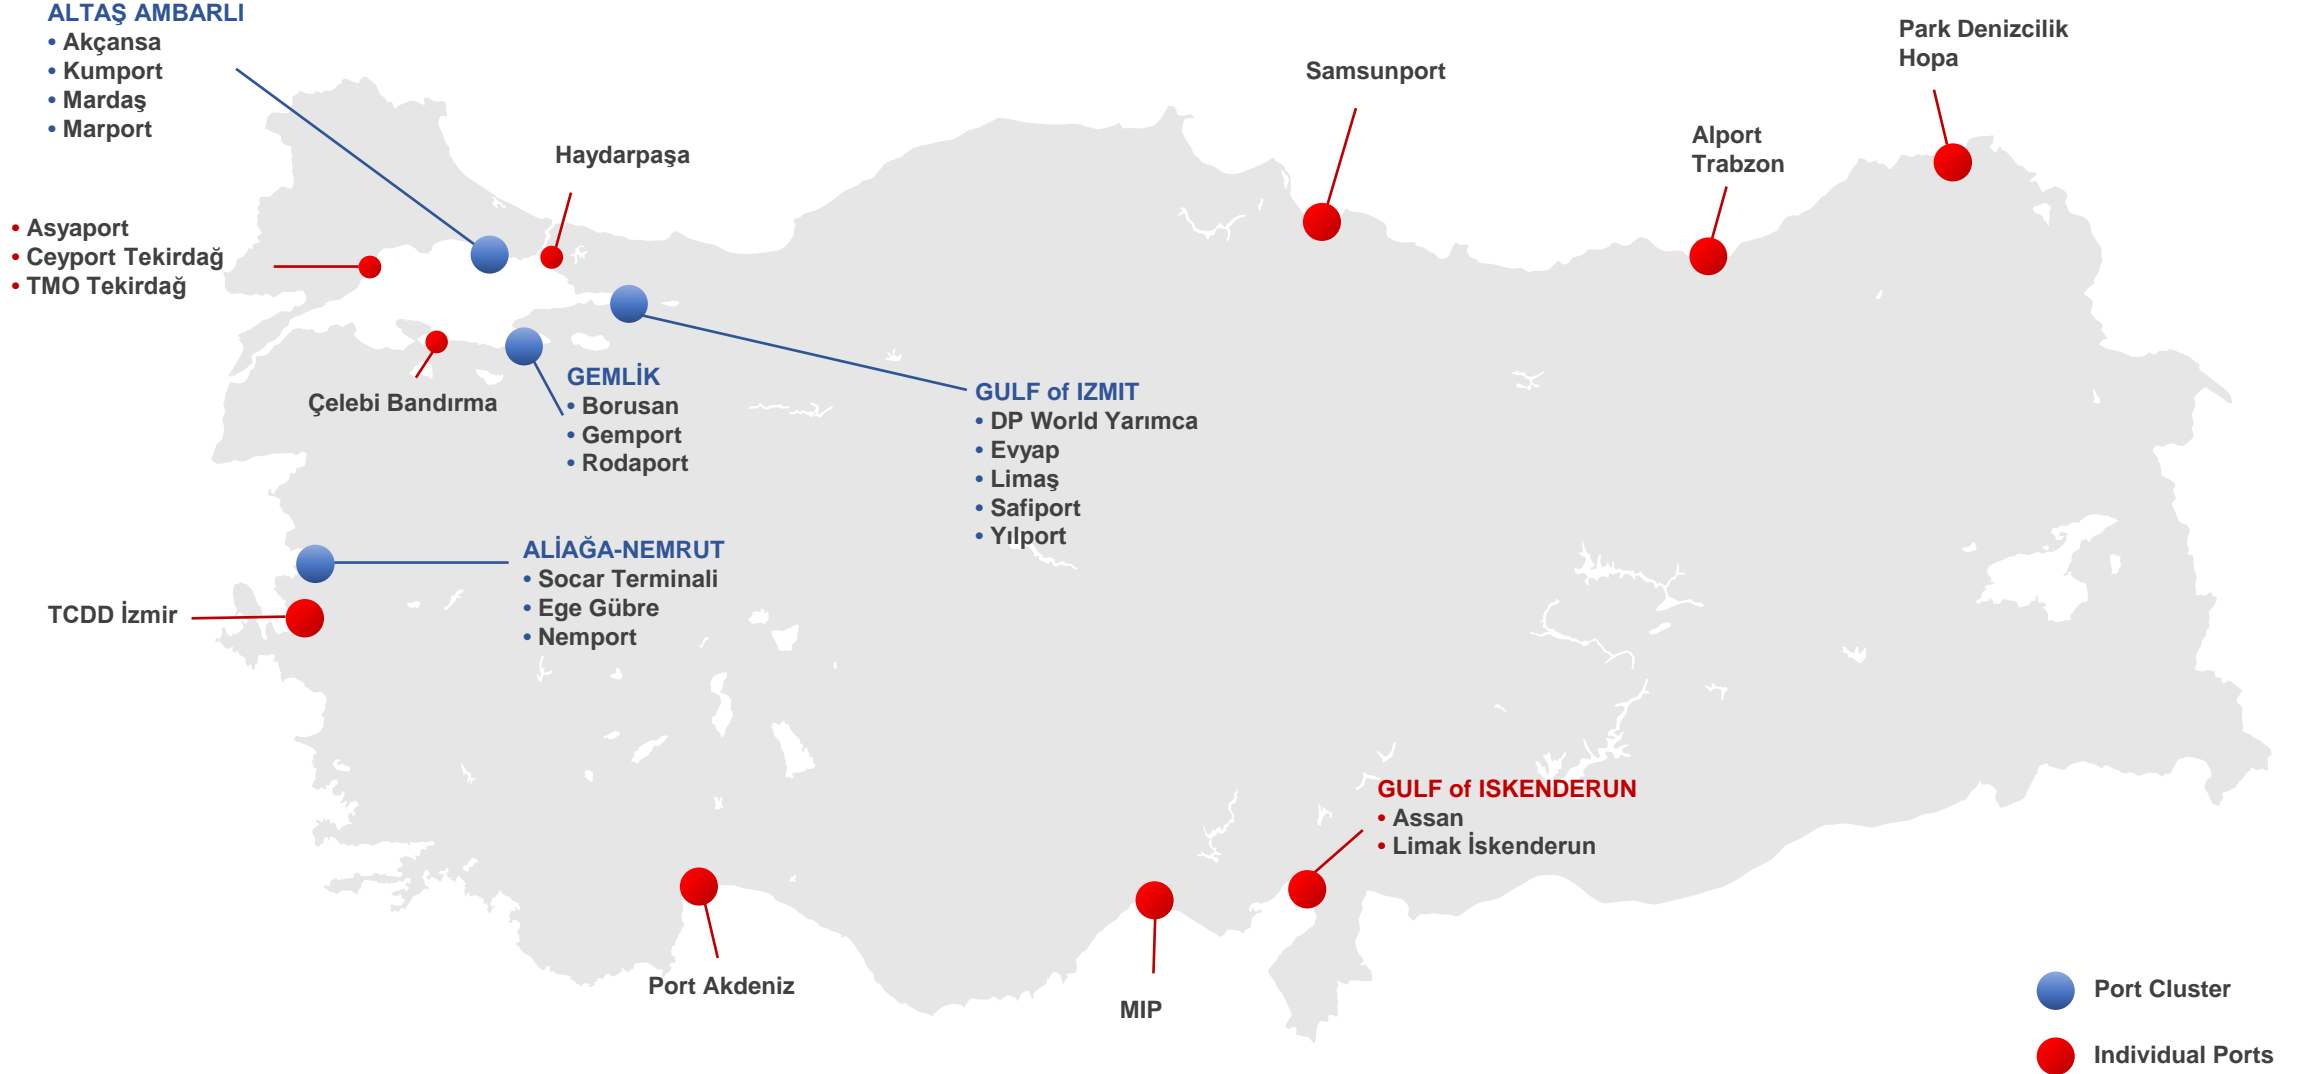 ALTAŞ AMBARLI
• Akçansa
• Kumport
• Mardaş
• Marport
Park Denizcilik
Hopa
Samsunport
Alport
Trabzon
Haydarpaşa
• Asyaport
• Ceyport Tekirdağ
• TMO Tekirdağ
Çelebi Bandırma
GEMLİK
• Borusan
• Gemport
• Rodaport
GULF of IZMIT
• DP World Yarımca
• Evyap
• Limaş
• Safiport
• Yılport
ALİAĞA-NEMRUT
• Socar Terminali
• Ege Gübre
• Nemport
TCDD İzmir
GULF of ISKENDERUN
• Assan
• Limak İskenderun
Port Akdeniz
MIP
Port Cluster
Individual Ports